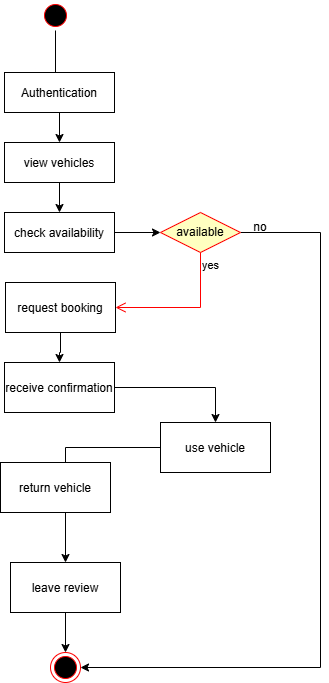 Authentication
view vehicles
check availability
available
no
yes
request booking
receive confirmation
use vehicle
return vehicle
leave review